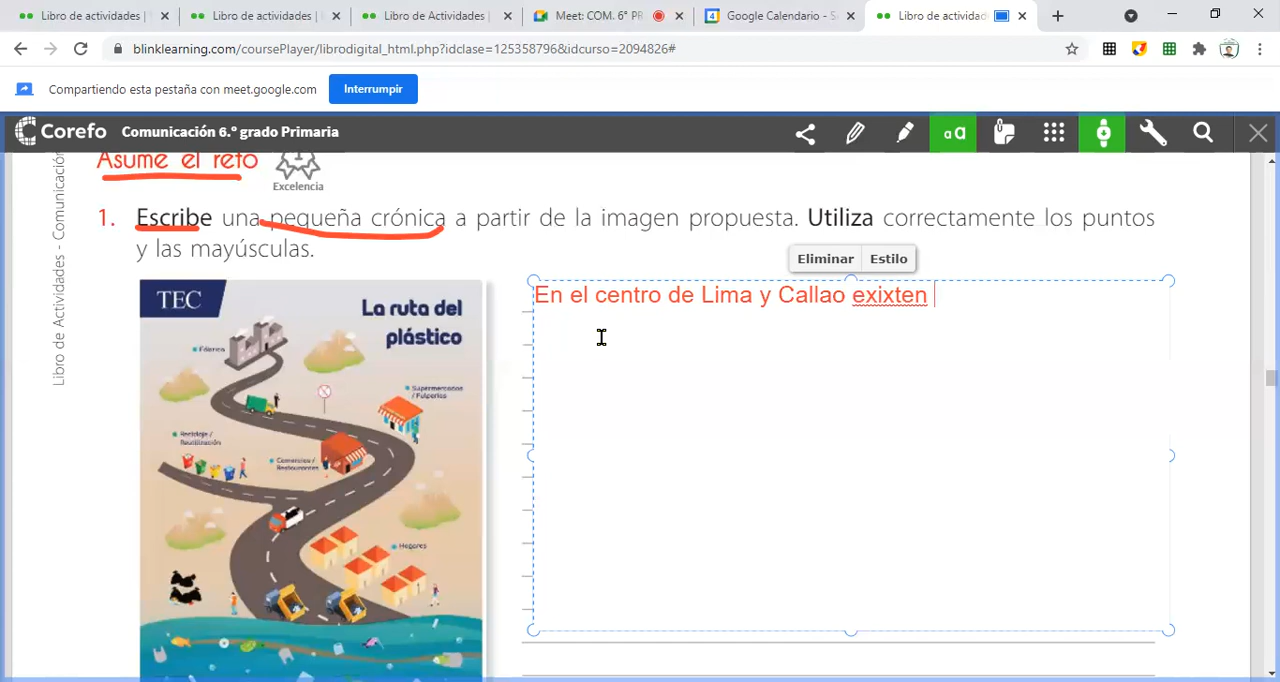 Libro de actividades |
Libro de actividades |
Libro de Actividades |
Meet: COM. 6° PR
Google Calendario - S
Libro de actividad
blinklearning.com/coursePlayer/librodigital_html.php?idclase=125358796&idcurso=2094826#
Compartiendo esta pestaña con meet.google.com
Interrumpir
Corefo
Comunicación 6.º grado Primaria
a a
Libro de Actividades - Comunicación
Asume el reto
Excelencia
1. Escribe una pequeña crónica a partir de la imagen propuesta. Utiliza correctamente los puntos
y las mayúsculas.
Eliminar
Estilo
En el centro de Lima y Callao exixten
TEC
La ruta del
plástico
Fábrica
Supermercados
/ Pulperías
Reciclaje /
Reutilización
Comercios /
Restaurantes
Hogares